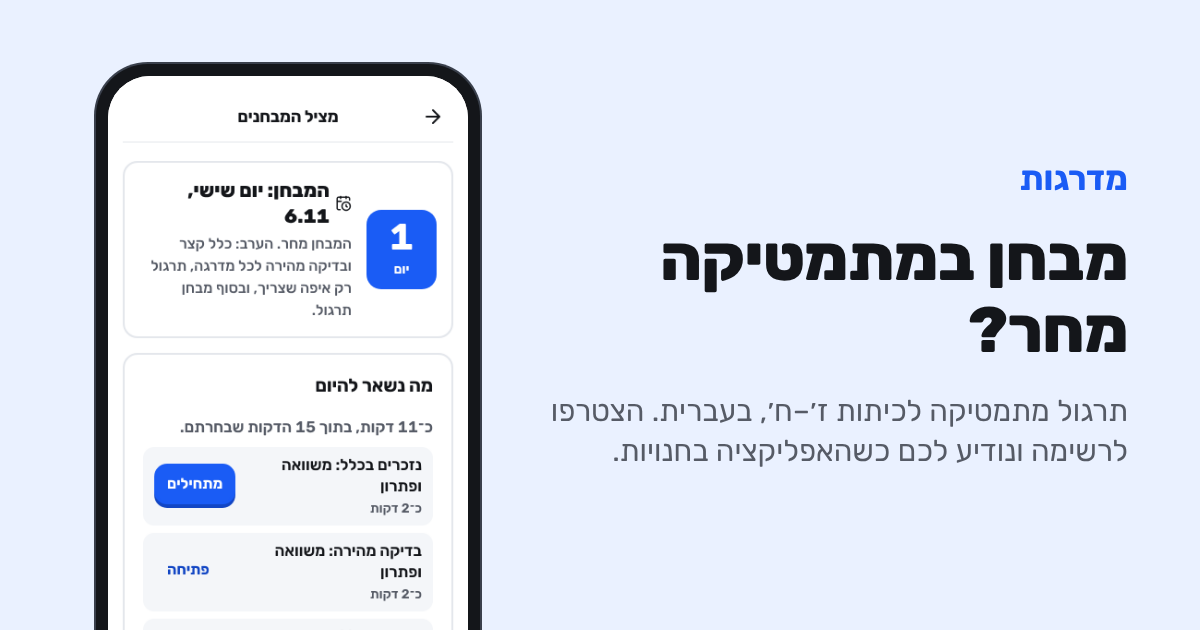 מדרגות
מבחן במתמטיקה
מחר?
תרגול מתמטיקה לכיתות ז׳–ח׳, בעברית. הצטרפו
לרשימה ונודיע לכם כשהאפליקציה בחנויות.
מציל המבחנים
המבחן: יום שישי,
6.11
1
יום
המבחן מחר. הערב: כלל קצר
ובדיקה מהירה לכל מדרגה, תרגול
רק איפה שצריך, ובסוף מבחן
תרגול.
מה נשאר להיום
כ־11 דקות, בתוך 15 הדקות שבחרתם.
נזכרים בכלל: משוואה
ופתרון
כ־2 דקות
מתחילים
בדיקה מהירה: משוואה
ופתרון
כ־2 דקות
פתיחה